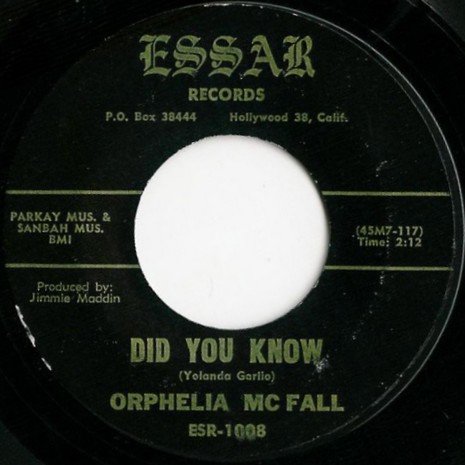 ESSAR
RECORDS
P.O. Box 38444 Hollywood 38, Calif.
PARKAY MUS. &
SANBAH MUS.
BMI
(45M7-117)
Time: 2:12
Produced by:
Jimmie Maddin
DID YOU KNOW
(Yolanda Garlio)
ORPHELIA MC FALL
ESR-1008